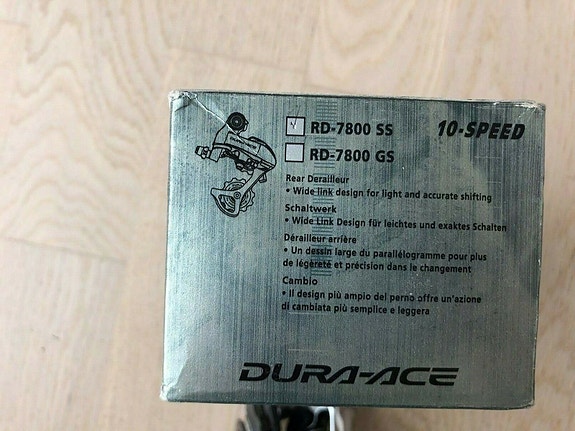 RD-7800 SS 10-SPEED
RD-7800 GS
Rear Derailleur
• Wide link design for light and accurate shifting
Schaltwerk
• Wide Link Design für leichtes und exaktes Schalten
Dérailleur arrière
• Un dessin large du parallélogramme pour plus
de légèreté et précision dans le changement
Cambio
• Il design più ampio del perno offre un'azione
di cambiata più semplice e leggera
DURA-ACE